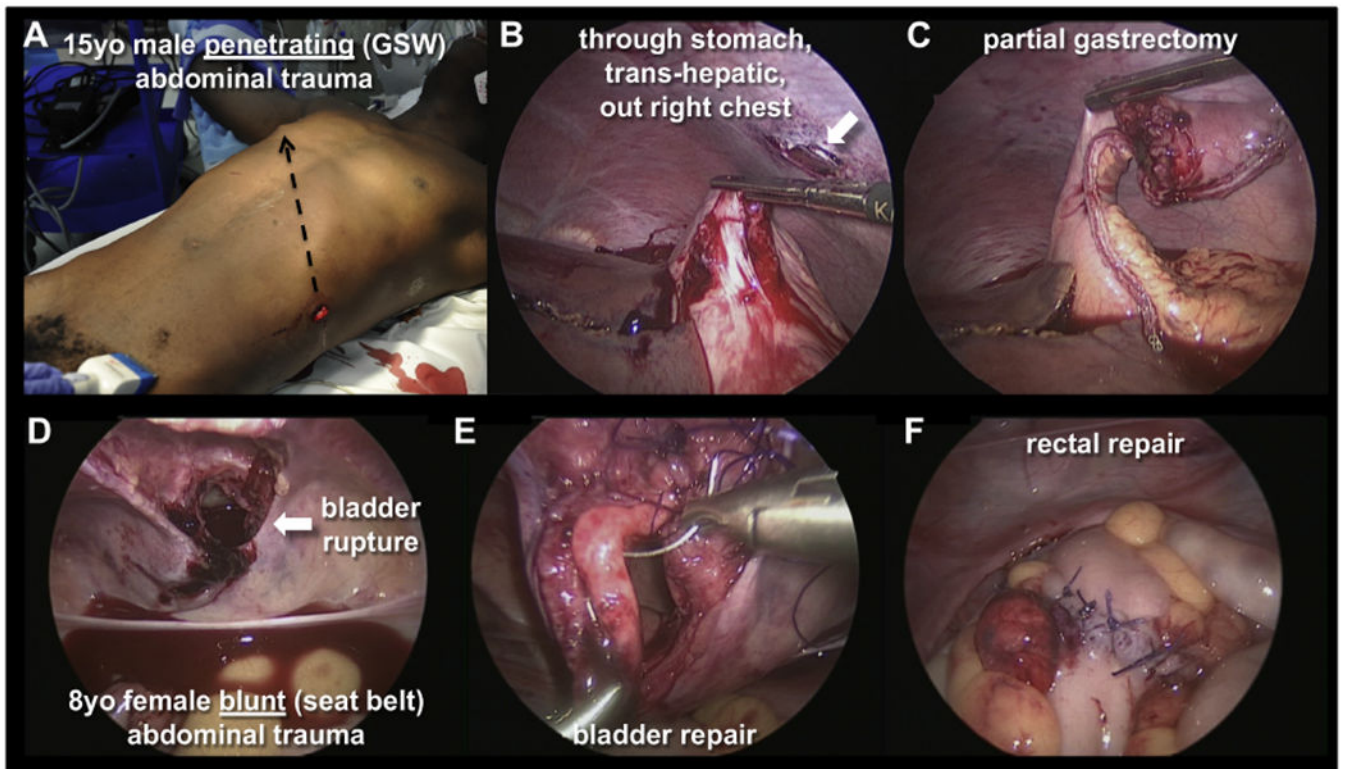 A
15yo male penetrating (GSW)
abdominal trauma
B
through stomach,
trans-hepatic,
out right chest
K
C
partial gastrectomy
D
bladder
rupture
8yo female blunt (seat belt)
abdominal trauma
E
bladder repair
F
rectal repair